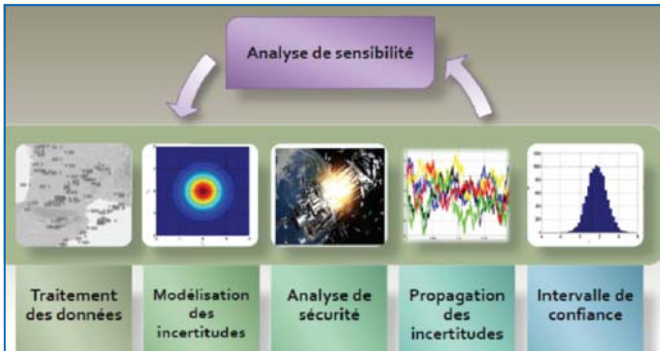 Analyse de sensibilité
Traitement
des données
Modélisation
des
incertitudes
Analyse de
sécurité
Propagation
des
incertitudes
Intervalle de
confiance